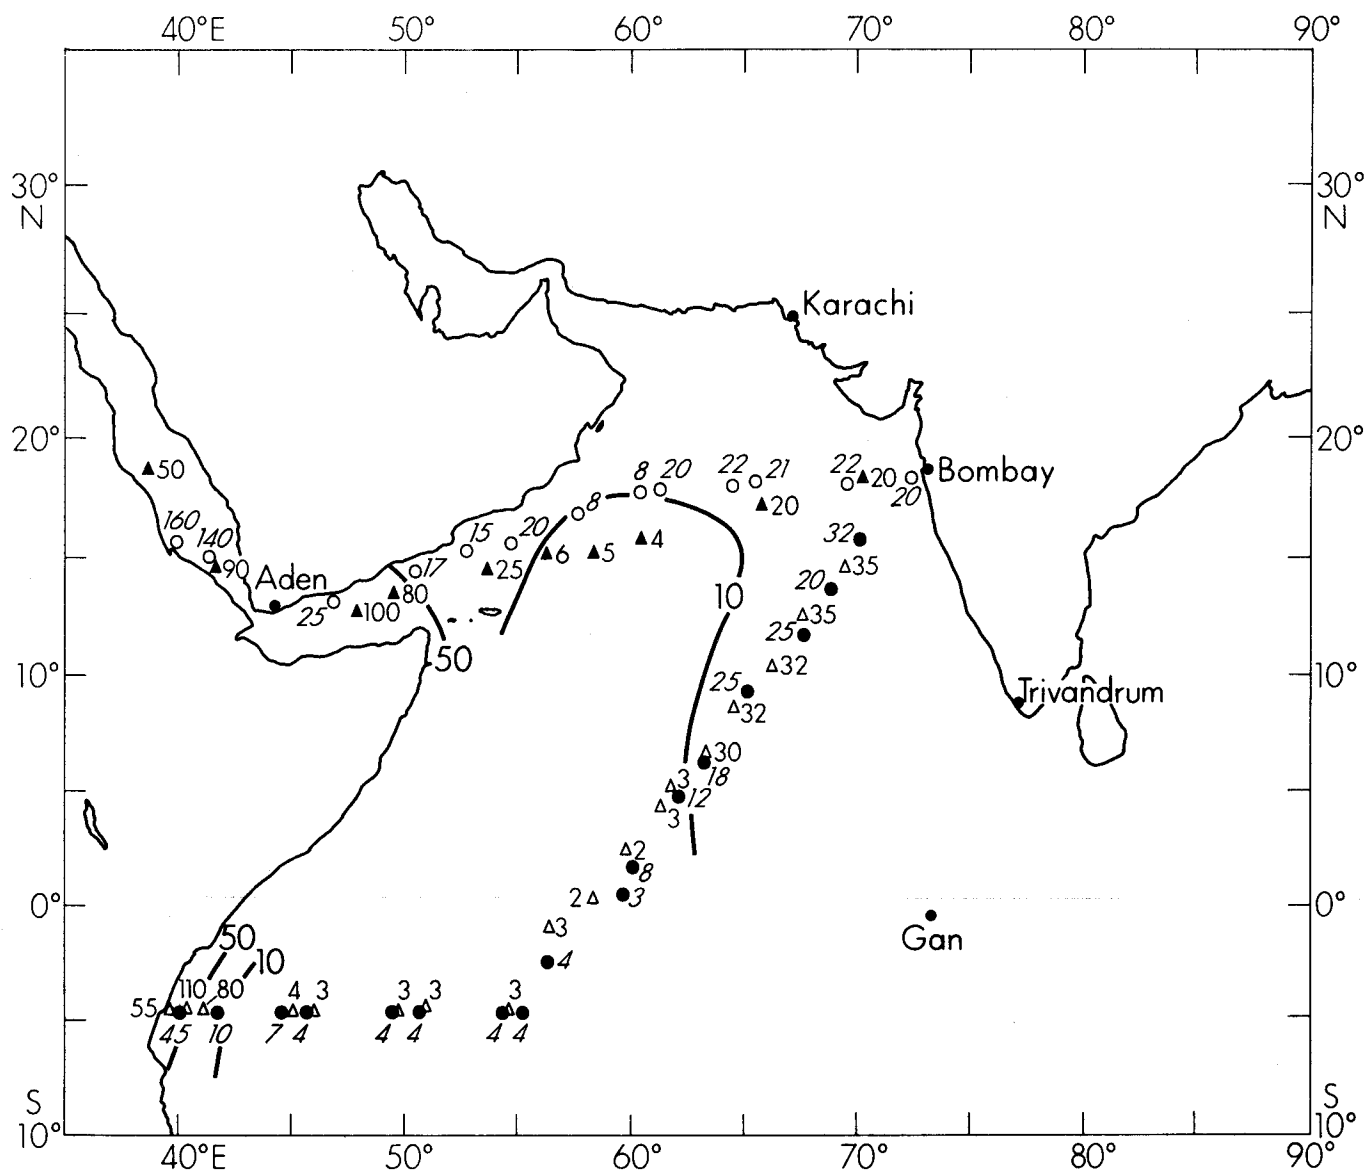 40°E 50° 60° 70° 80° 90°
30° 30°
N N
Karachi
20° 20°
50 8 20 22 21 22 20 Bombay
20
160 140 15 20 8 20
32
90 Aden 17 25 6 5 4 35
25 100 80 10 20
35
25
50 32
10° 25 10°
32 Trivandrum
30
18
3 12
3
2
8
0° 2 3 0°
3 Gan
50 4
10
55 110 80 4 3 3 3 3
45 10 7 4 4 4 4 4
S S
10° 10°
40°E 50° 60° 70° 80° 90°